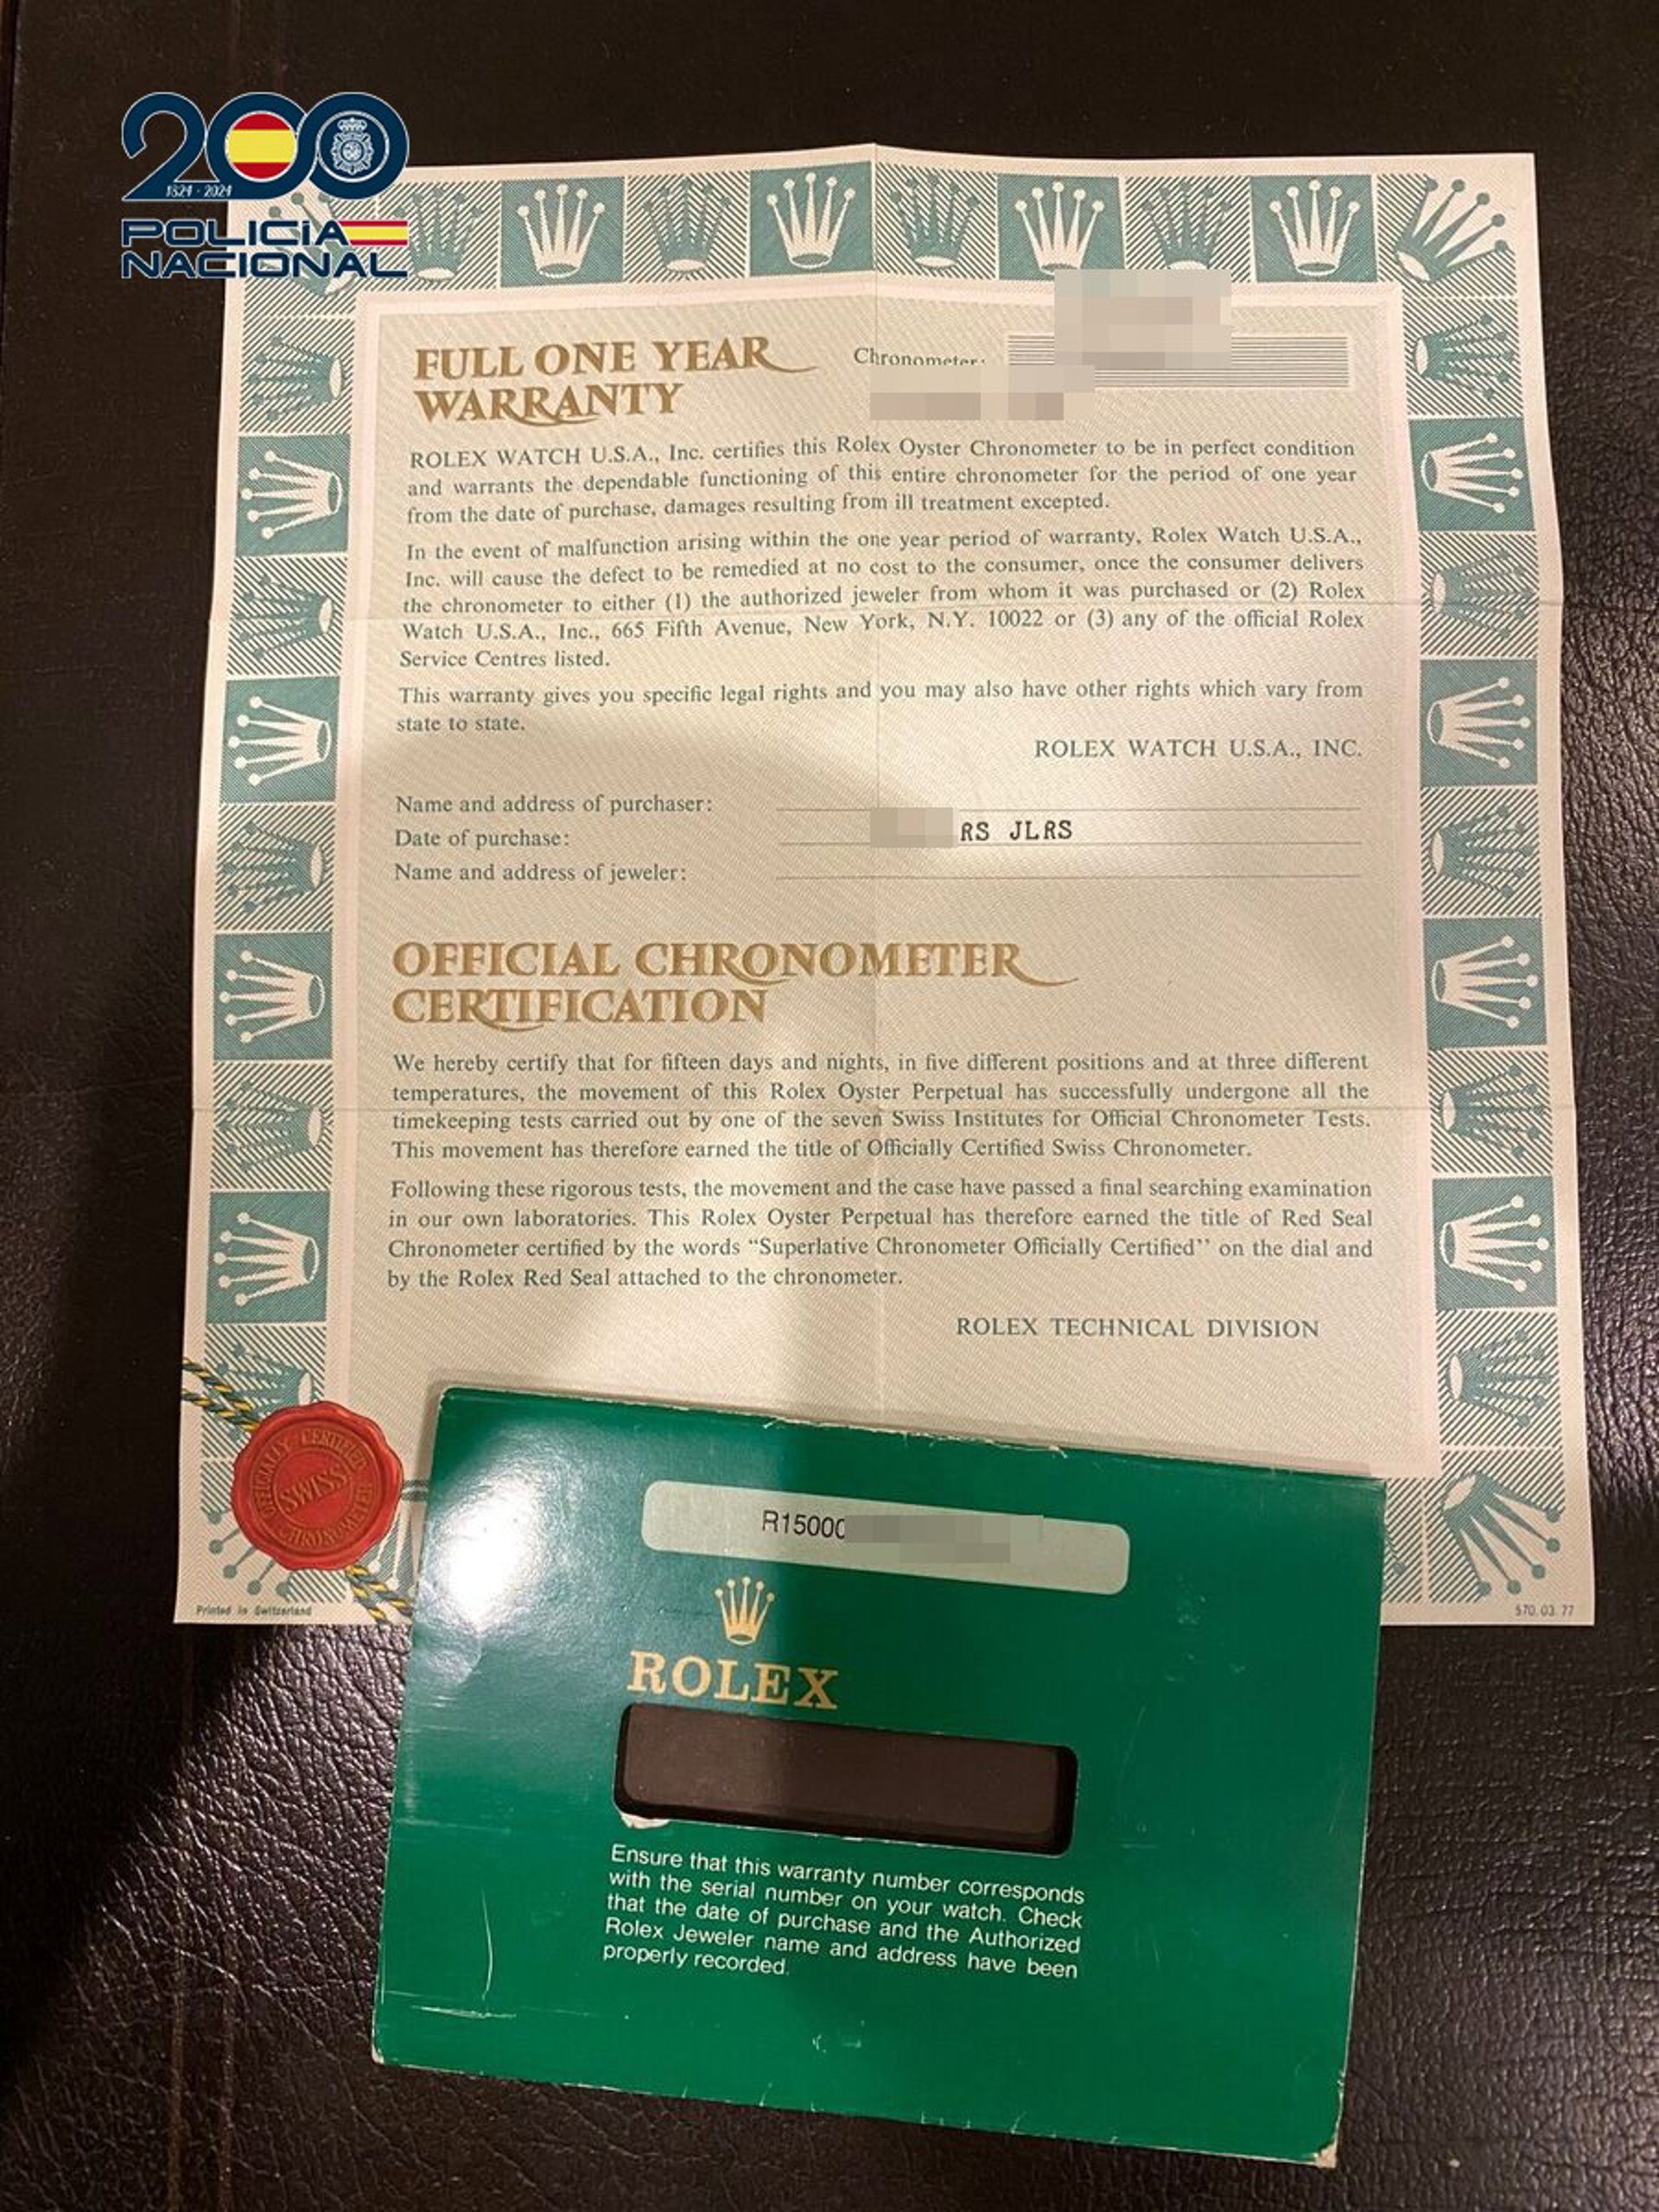 200
1824 - 2024
POLICÍA
NACIONAL
FULL ONE YEAR
WARRANTY
Chronometer:
ROLEX WATCH U.S.A., Inc. certifies this Rolex Oyster Chronometer to be in perfect condition
and warrants the dependable functioning of this entire chronometer for the period of one year
from the date of purchase, damages resulting from ill treatment excepted.
In the event of malfunction arising within the one year period of warranty, Rolex Watch U.S.A.,
Inc. will cause the defect to be remedied at no cost to the consumer, once the consumer delivers
the chronometer to either (1) the authorized jeweler from whom it was purchased or (2) Rolex
Watch U.S.A., Inc., 665 Fifth Avenue, New York, N.Y. 10022 or (3) any of the official Rolex
Service Centres listed.
This warranty gives you specific legal rights and you may also have other rights which vary from
state to state.
ROLEX WATCH U.S.A., INC.
Name and address of purchaser:
RS JLRS
Date of purchase:
Name and address of jeweler:
OFFICIAL CHRONOMETER
CERTIFICATION
We hereby certify that for fifteen days and nights, in five different positions and at three different
temperatures, the movement of this Rolex Oyster Perpetual has successfully undergone all the
timekeeping tests carried out by one of the seven Swiss Institutes for Official Chronometer Tests.
This movement has therefore earned the title of Officially Certified Swiss Chronometer.
Following these rigorous tests, the movement and the case have passed a final searching examination
in our own laboratories. This Rolex Oyster Perpetual has therefore earned the title of Red Seal
Chronometer certified by the words “Superlative Chronometer Officially Certified” on the dial and
by the Rolex Red Seal attached to the chronometer.
ROLEX TECHNICAL DIVISION
OFFICIALLY CERTIFIED
SWISS
CHRONOMETER
Printed in Switzerland
570.03.77
R15000
ROLEX
Ensure that this warranty number corresponds
with the serial number on your watch. Check
that the date of purchase and the Authorized
Rolex Jeweler name and address have been
properly recorded.